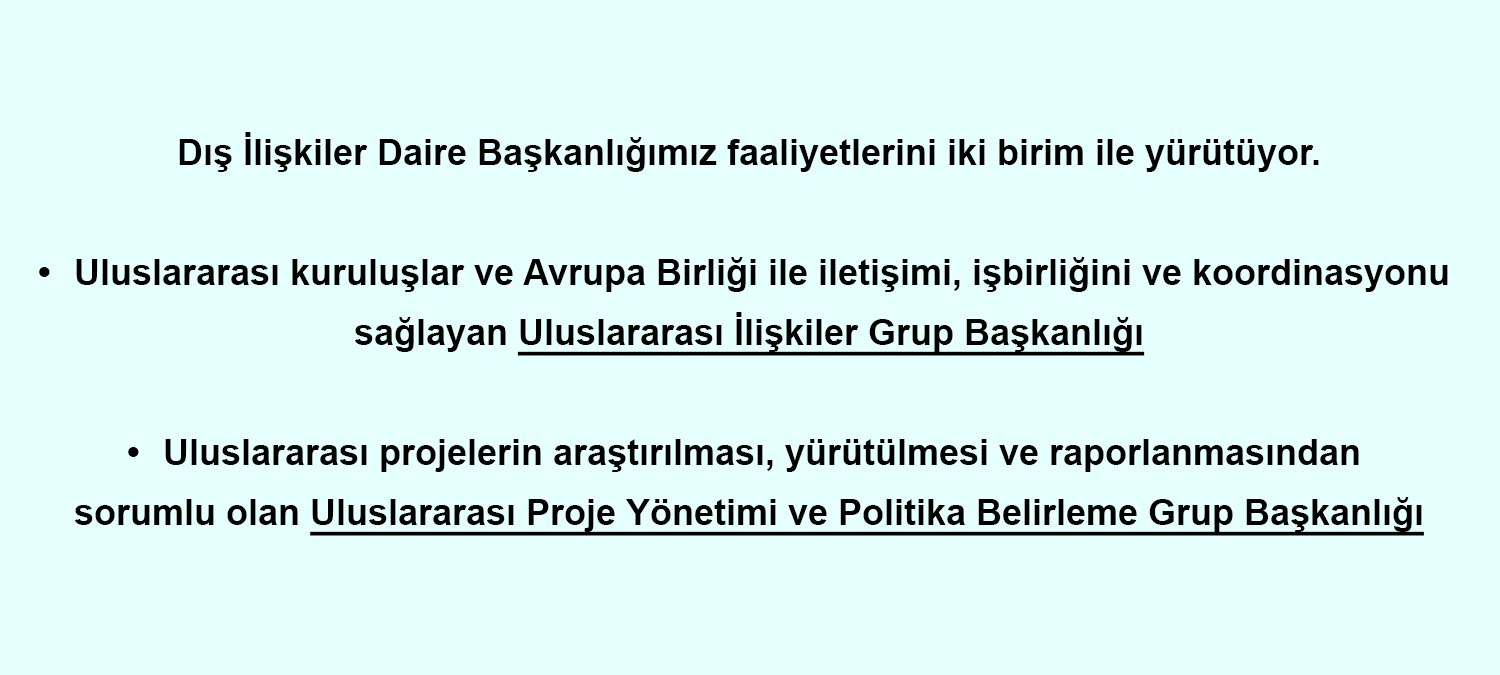 Dış İlişkiler Daire Başkanlığımız faaliyetlerini iki birim ile yürütüyor.
• Uluslararası kuruluşlar ve Avrupa Birliği ile iletişimi, işbirliğini ve koordinasyonu
sağlayan Uluslararası İlişkiler Grup Başkanlığı
• Uluslararası projelerin araştırılması, yürütülmesi ve raporlanmasından
sorumlu olan Uluslararası Proje Yönetimi ve Politika Belirleme Grup Başkanlığı